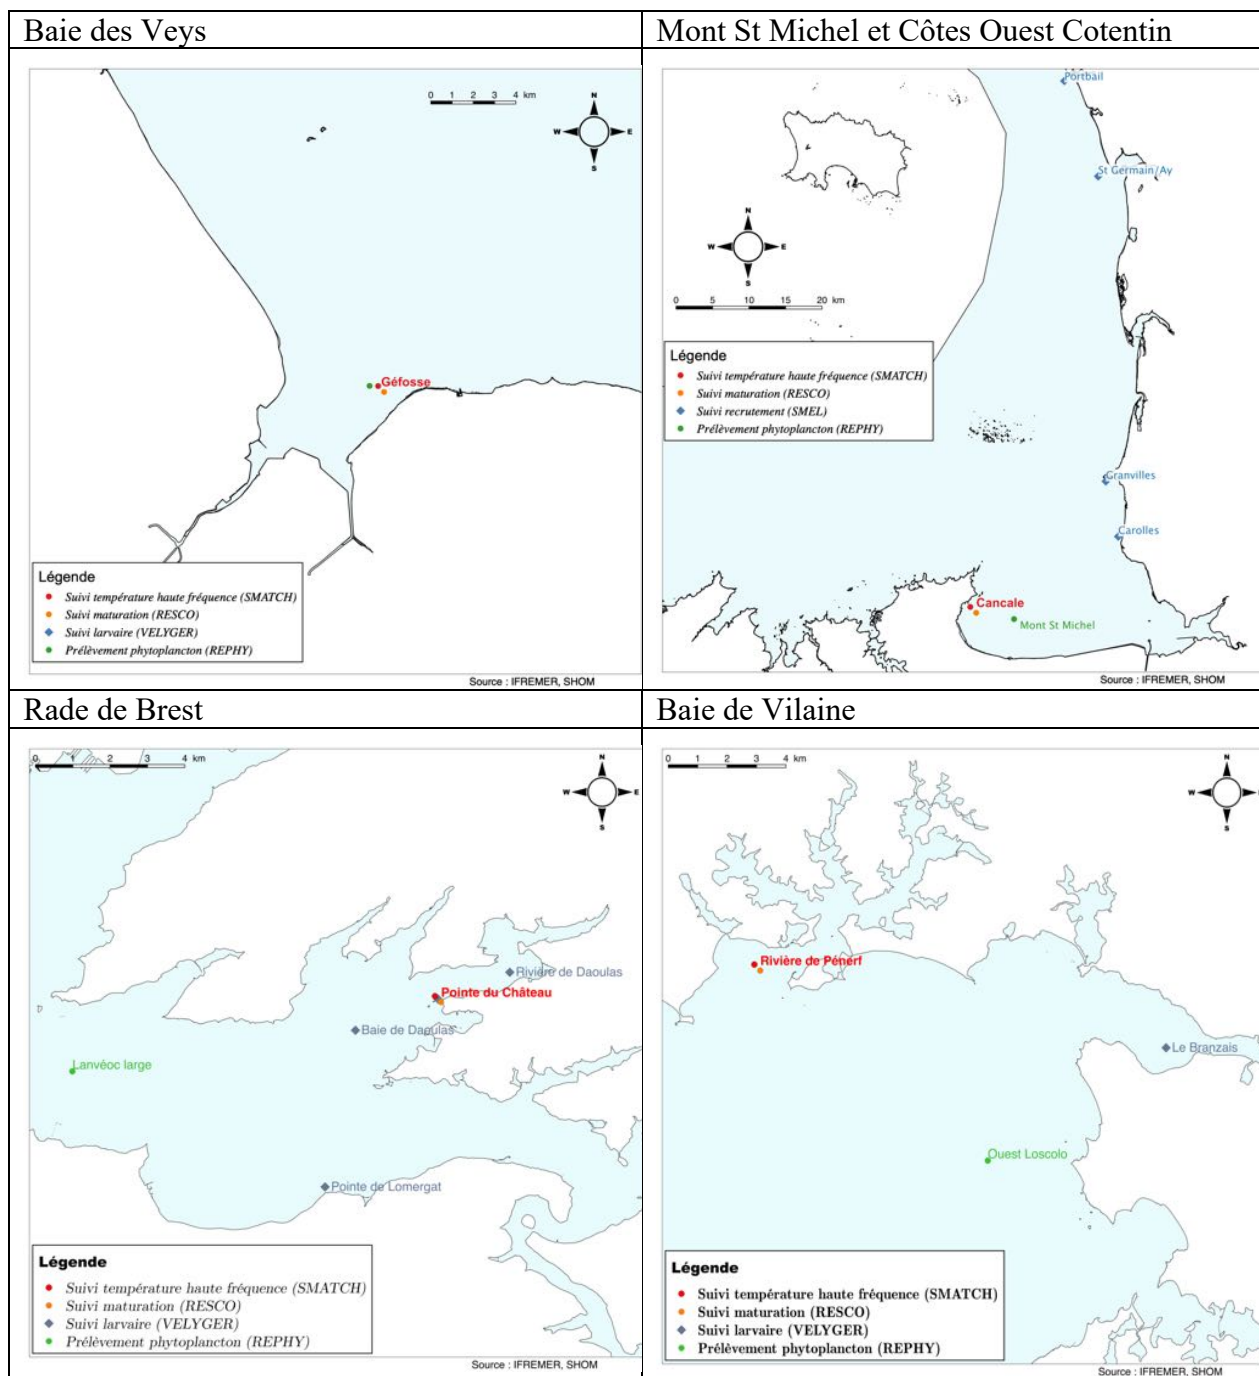 Baie des Veys
0 1 2 3 4 km
N
W E
S
Géfosse
Légende
Suivi température haute fréquence (SMATCH)
Suivi maturation (RESCO)
Suivi larvaire (VELYGER)
Prélèvement phytoplancton (REPHY)
Source : IFREMER, SHOM
Mont St Michel et Côtes Ouest Cotentin
Portbail
St Germain/Ay
N
W E
S
0 5 10 15 20 km
Légende
Suivi température haute fréquence (SMATCH)
Suivi maturation (RESCO)
Suivi recrutement (SMEL)
Prélèvement phytoplancton (REPHY)
Granvilles
Carolles
Cancale
Mont St Michel
Source : IFREMER, SHOM
Rade de Brest
0 1 2 3 4 km
N
W E
S
Rivière de Daoulas
Pointe du Château
Baie de Daoulas
Lanvéoc large
Pointe de Lomergat
Légende
Suivi température haute fréquence (SMATCH)
Suivi maturation (RESCO)
Suivi larvaire (VELYGER)
Prélèvement phytoplancton (REPHY)
Source : IFREMER, SHOM
Baie de Vilaine
0 1 2 3 4 km
N
W E
S
Rivière de Pénerf
Le Branzais
Ouest Loscolo
Légende
Suivi température haute fréquence (SMATCH)
Suivi maturation (RESCO)
Suivi larvaire (VELYGER)
Prélèvement phytoplancton (REPHY)
Source : IFREMER, SHOM